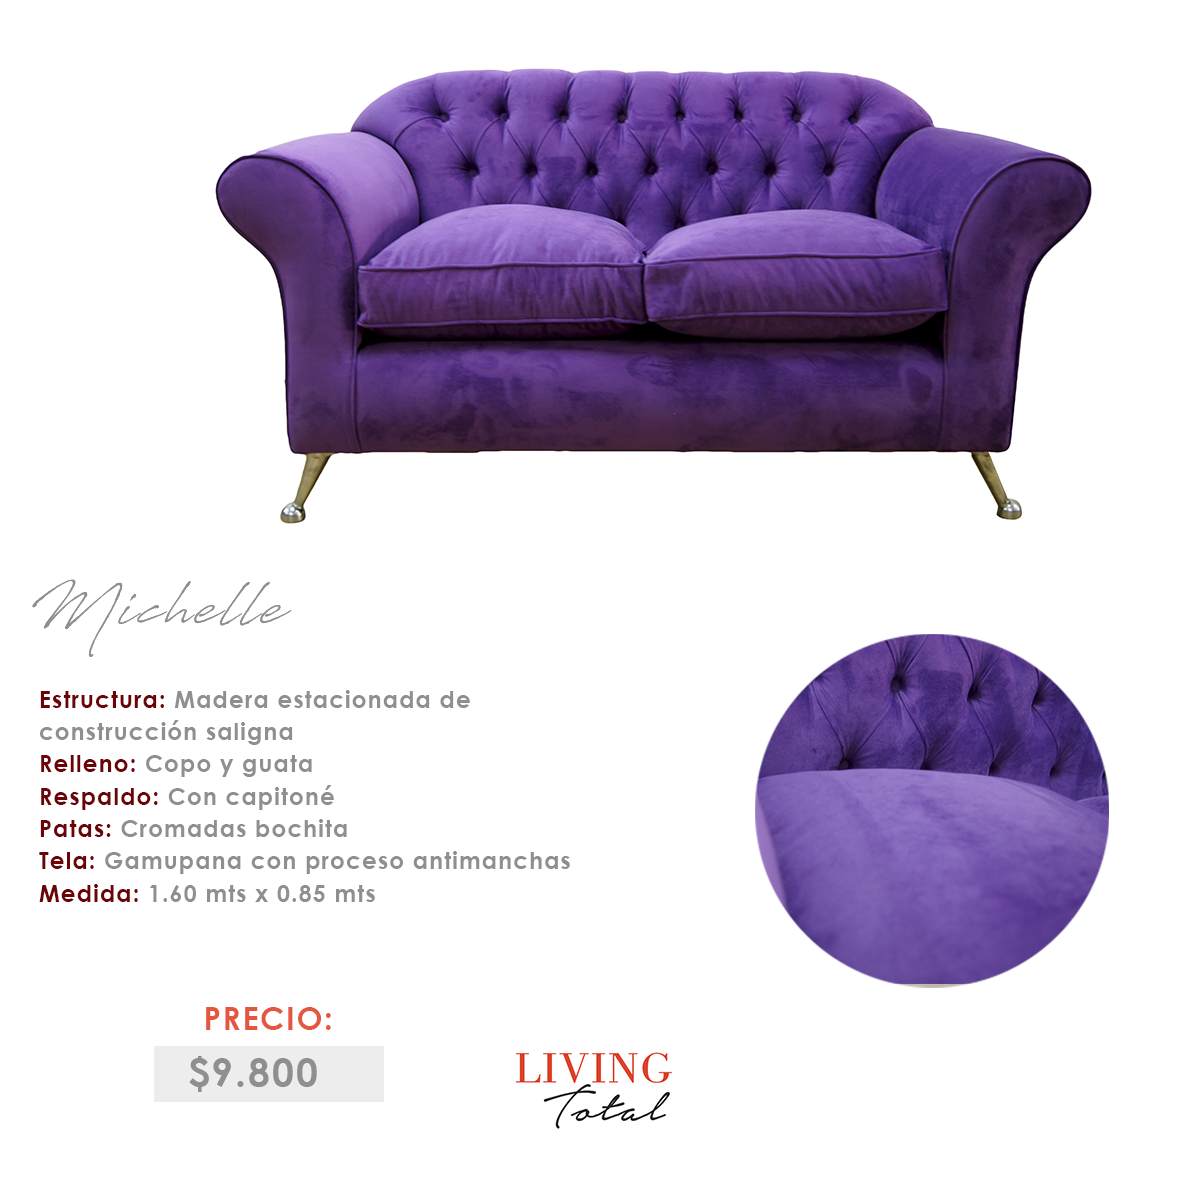 Michelle
Estructura: Madera estacionada de
construcción saligna
Relleno: Copo y guata
Respaldo: Con capitoné
Patas: Cromadas bochita
Tela: Gamupana con proceso antimanchas
Medida: 1.60 mts x 0.85 mts
PRECIO:
$9.800
LIVING
Total